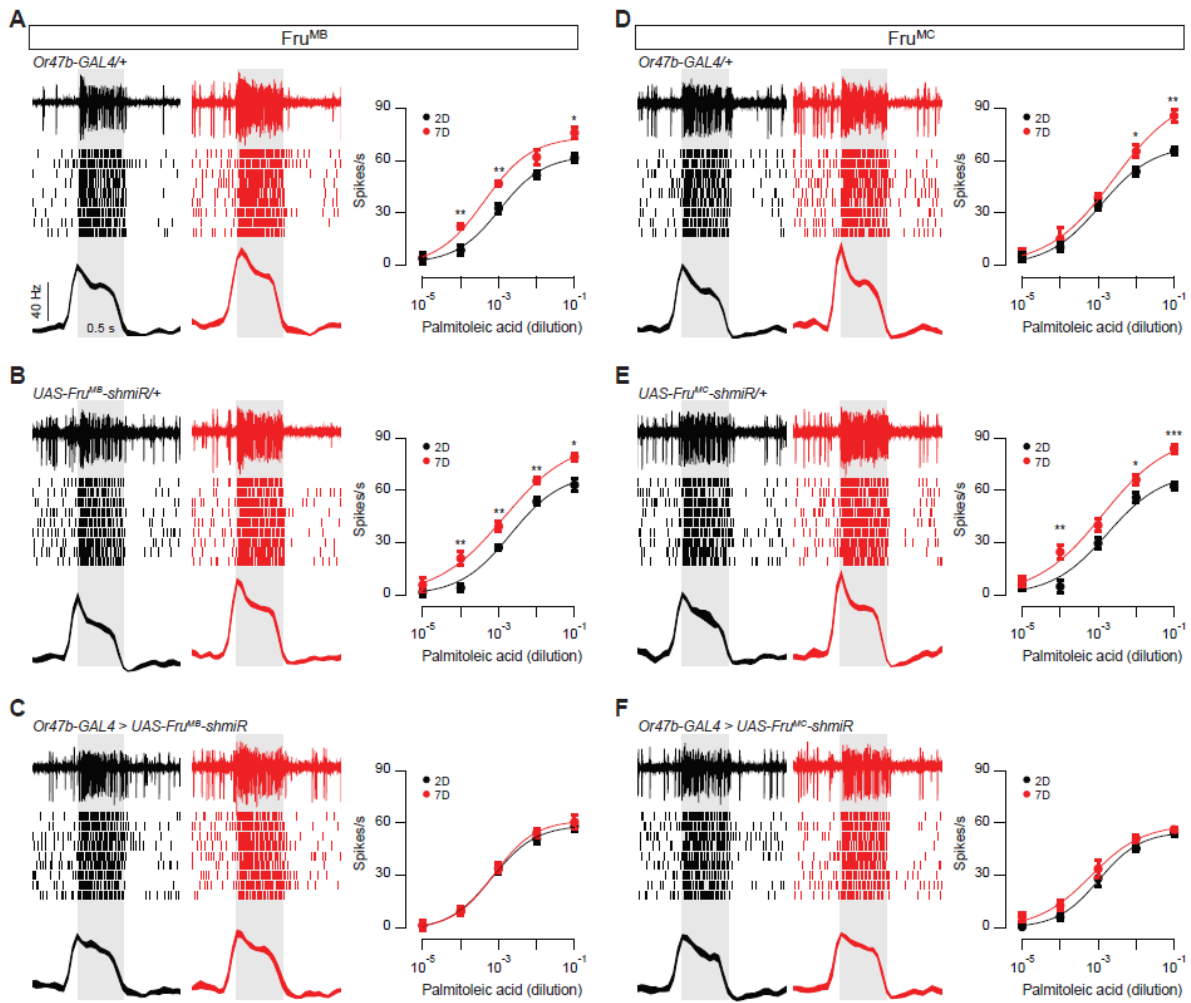 A
Fru^MB
Or47b-GAL4/+
40 Hz
0.5 s
Spikes/s
90
60
30
0
2D
7D
**
**
*
10^-5
10^-3
10^-1
Palmitoleic acid (dilution)
B
UAS-Fru^MB-shmiR/+
Spikes/s
90
60
30
0
2D
7D
**
**
**
*
10^-5
10^-3
10^-1
Palmitoleic acid (dilution)
C
Or47b-GAL4 > UAS-Fru^MB-shmiR
Spikes/s
90
60
30
0
2D
7D
10^-5
10^-3
10^-1
Palmitoleic acid (dilution)
D
Fru^MC
Or47b-GAL4/+
Spikes/s
90
60
30
0
2D
7D
*
**
10^-5
10^-3
10^-1
Palmitoleic acid (dilution)
E
UAS-Fru^MC-shmiR/+
Spikes/s
90
60
30
0
2D
7D
**
*
***
10^-5
10^-3
10^-1
Palmitoleic acid (dilution)
F
Or47b-GAL4 > UAS-Fru^MC-shmiR
Spikes/s
90
60
30
0
2D
7D
10^-5
10^-3
10^-1
Palmitoleic acid (dilution)